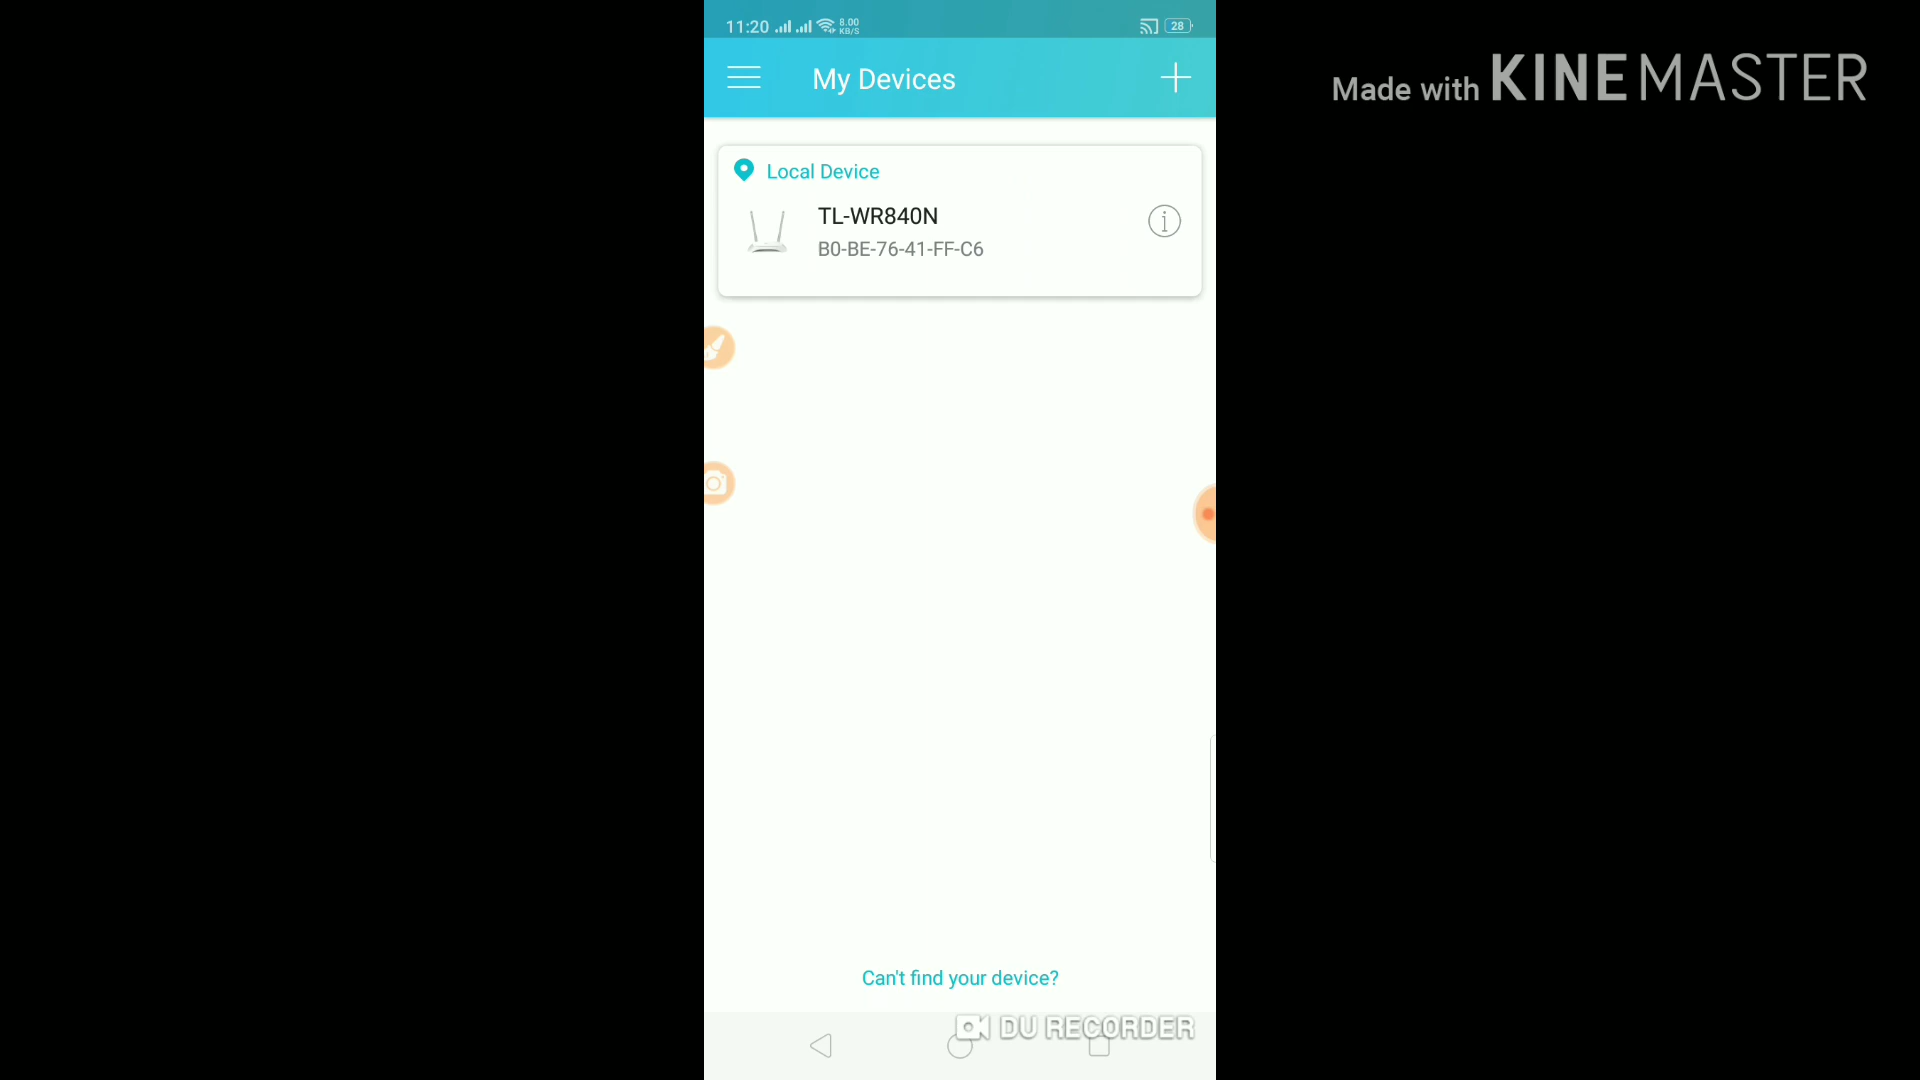 11:20 8.00 KB/S 28
Made with KINEMASTER
My Devices
Local Device
TL-WR840N
B0-BE-76-41-FF-C6
Can't find your device?
DU RECORDER